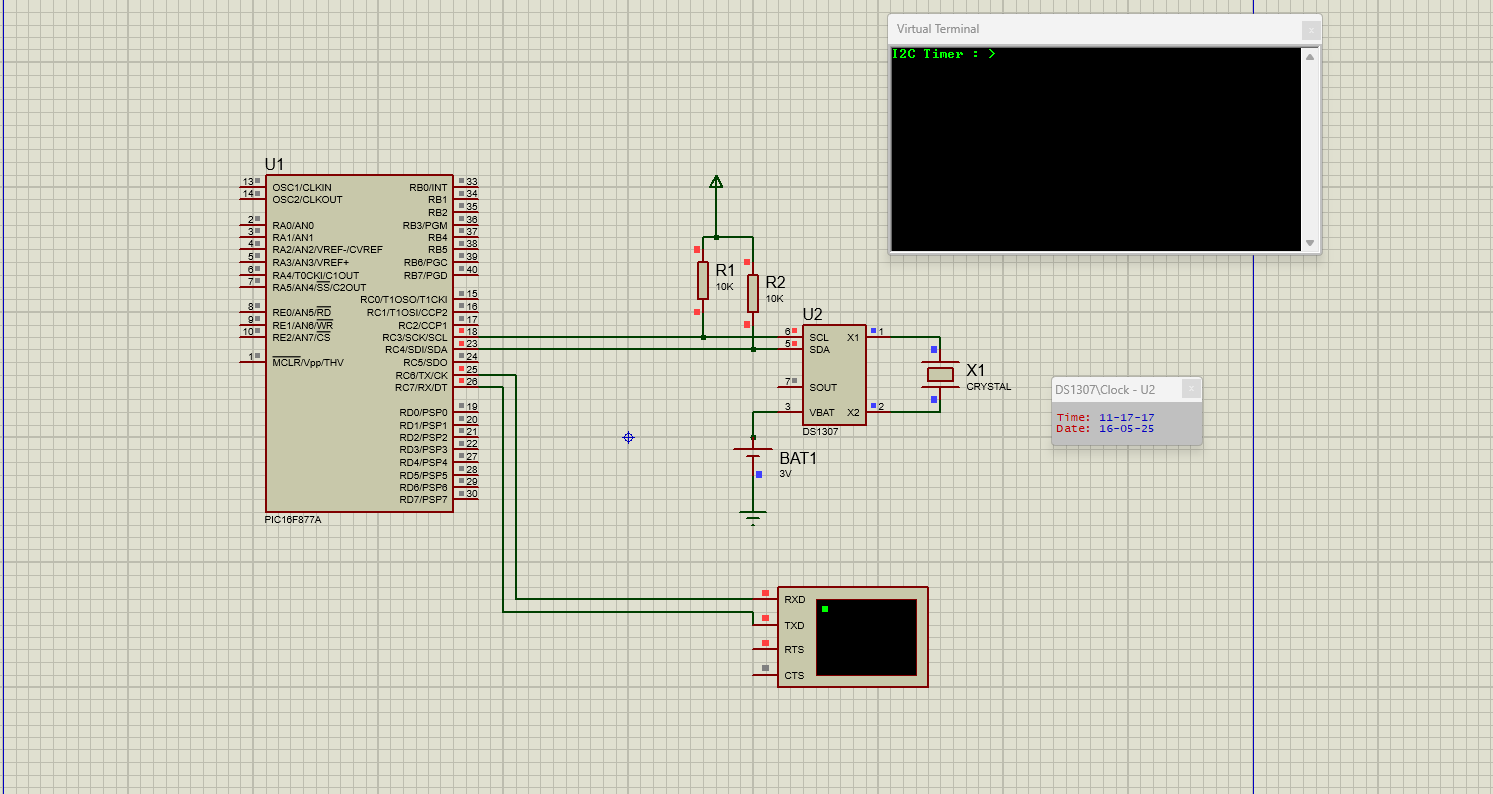 Virtual Terminal
I2C Timer : >
U1
13 OSC1/CLKIN
14 OSC2/CLKOUT
2 RA0/AN0
3 RA1/AN1
4 RA2/AN2/VREF-/CVREF
5 RA3/AN3/VREF+
6 RA4/T0CKI/C1OUT
7 RA5/AN4/SS/C2OUT
8 RE0/AN5/RD
9 RE1/AN6/WR
10 RE2/AN7/CS
1 MCLR/Vpp/THV
RB0/INT 33
RB1 34
RB2 35
RB3/PGM 36
RB4 37
RB5 38
RB6/PGC 39
RB7/PGD 40
RC0/T1OSO/T1CKI 15
RC1/T1OSI/CCP2 16
RC2/CCP1 17
RC3/SCK/SCL 18
RC4/SDI/SDA 23
RC5/SDO 24
RC6/TX/CK 25
RC7/RX/DT 26
RD0/PSP0 19
RD1/PSP1 20
RD2/PSP2 21
RD3/PSP3 22
RD4/PSP4 27
RD5/PSP5 28
RD6/PSP6 29
RD7/PSP7 30
PIC16F877A
R1
10K
R2
10K
U2
6 SCL
5 SDA
7 SOUT
3 VBAT
X1 1
X2 2
DS1307
X1
CRYSTAL
BAT1
3V
DS1307\Clock - U2
Time: 11-17-17
Date: 16-05-25
RXD
TXD
RTS
CTS